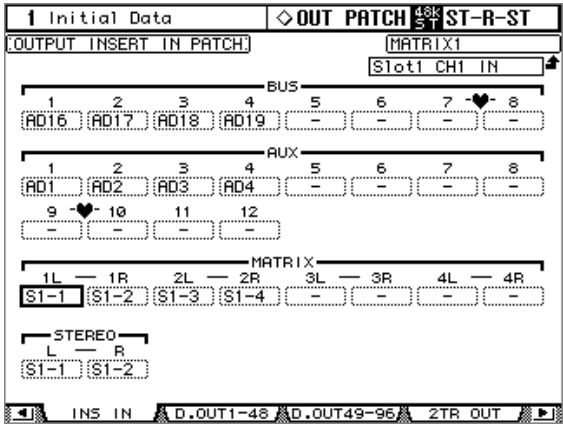 1 Initial Data ◇OUT PATCH 48k ST ST-R-ST
OUTPUT INSERT IN PATCH MATRIX1
Slot1 CH1 IN
BUS
1 2 3 4 5 6 7 -♥- 8
AD16 AD17 AD18 AD19 - - - -
AUX
1 2 3 4 5 6 7 8
AD1 AD2 AD3 AD4 - - - -
9 -♥- 10 11 12
- - - -
MATRIX
1L — 1R 2L — 2R 3L — 3R 4L — 4R
S1-1 S1-2 S1-3 S1-4 - - - -
STEREO
L — R
S1-1 S1-2
INS IN D.OUT1-48 D.OUT49-96 2TR OUT